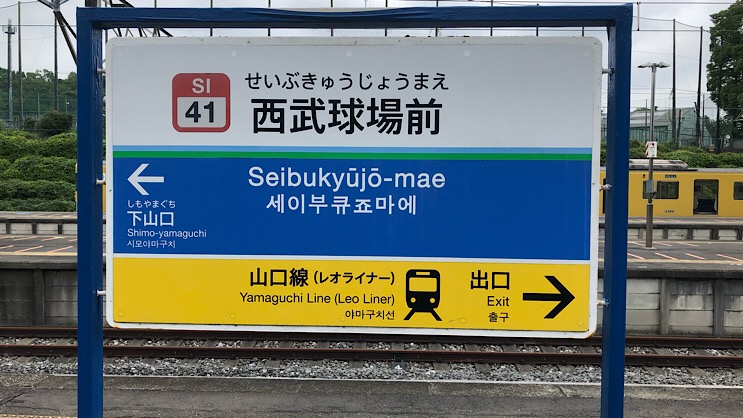 SI
41
せいぶきゅうじょうまえ
西武球場前
Seibukyūjō-mae
세이부큐죠마에
しもやまぐち
下山口
Shimo-yamaguchi
시모야마구치
山口線(レオライナー)
Yamaguchi Line (Leo Liner)
야마구치선
出口
Exit
출구